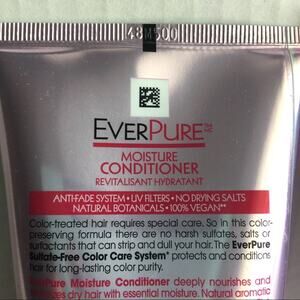 48M500
EVERPURE™
MOISTURE
CONDITIONER
REVITALISANT HYDRATANT
ANTI-FADE SYSTEM • UV FILTERS • NO DRYING SALTS
NATURAL BOTANICALS • 100% VEGAN**
Color-treated hair requires special care. So in this color-
preserving formula there are no harsh sulfates, salts or
surfactants that can strip and dull your hair. The EverPure
Sulfate-Free Color Care System* protects and conditions
hair for long-lasting color purity.
EverPure Moisture Conditioner deeply nourishes and
dry hair with essential moisture. Natural aromatic